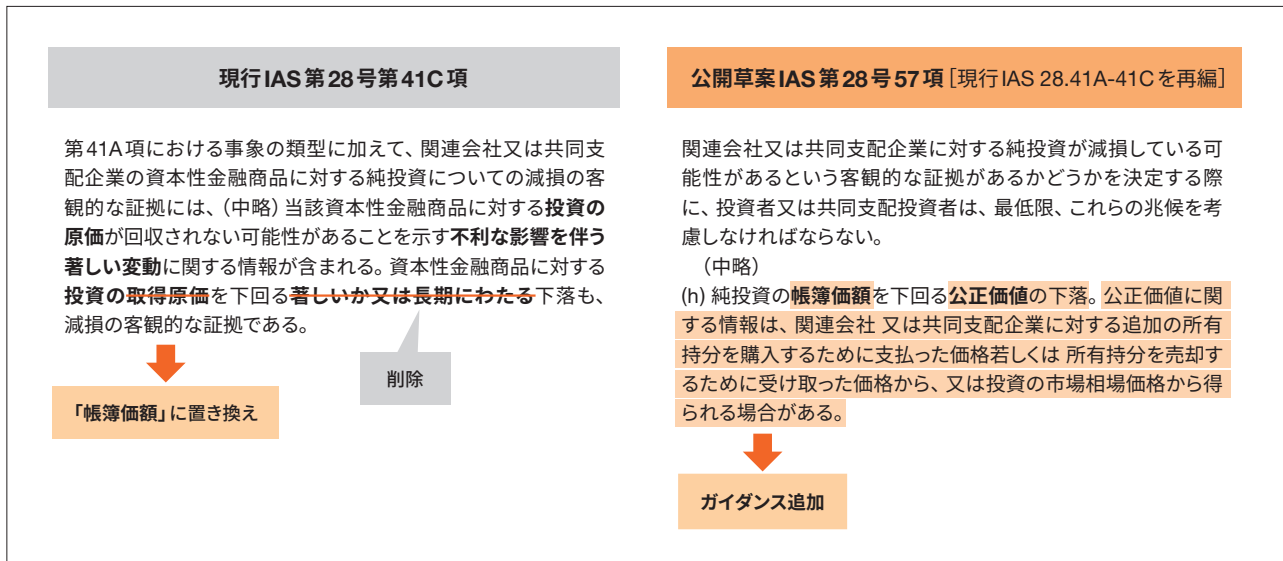 現行IAS第28号第41C項
第41A項における事象の類型に加えて、関連会社又は共同支
配企業の資本性金融商品に対する純投資についての減損の客
観的な証拠には、（中略）当該資本性金融商品に対する投資の
原価が回収されない可能性があることを示す不利な影響を伴う
著しい変動に関する情報が含まれる。資本性金融商品に対する
投資の取得原価を下回る著しいか又は長期にわたる下落も、
減損の客観的な証拠である。
削除
「帳簿価額」に置き換え
公開草案IAS第28号57項［現行IAS 28.41A-41Cを再編］
関連会社又は共同支配企業に対する純投資が減損している可
能性があるという客観的な証拠があるかどうかを決定する際
に、投資者又は共同支配投資者は、最低限、これらの兆候を考
慮しなければならない。
（中略）
(h) 純投資の帳簿価額を下回る公正価値の下落。公正価値に関
する情報は、関連会社 又は共同支配企業に対する追加の所有
持分を購入するために支払った価格若しくは 所有持分を売却す
るために受け取った価格から、又は投資の市場相場価格から得
られる場合がある。
ガイダンス追加